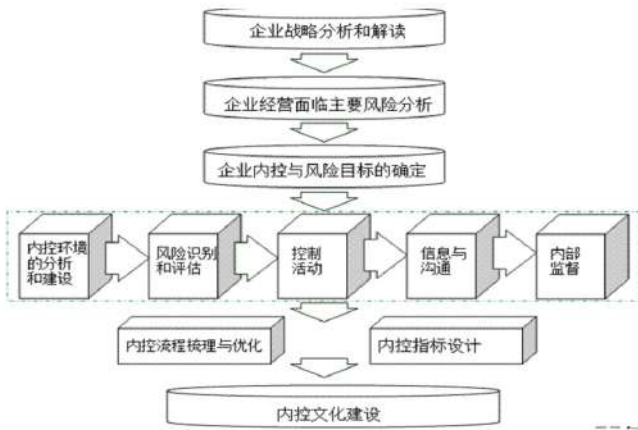 企业战略分析和解读
企业经营面临主要风险分析
企业内控与风险目标的确定
内控环境
的分析
和建设
风险识别
和评估
控制
活动
信息与
沟通
内部
监督
内控流程梳理与优化
内控指标设计
内控文化建设